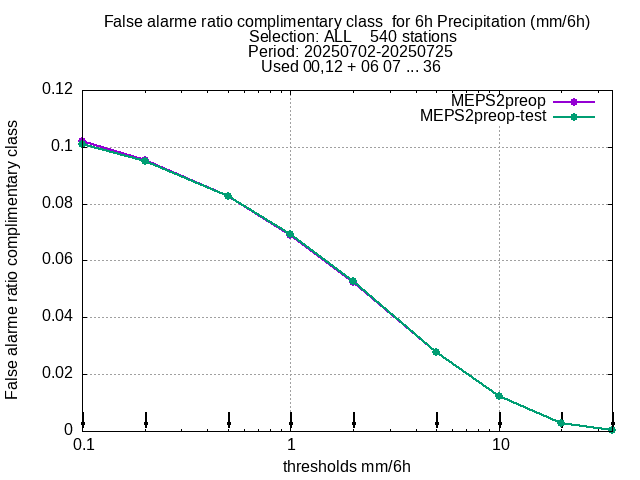 False alarme ratio complimentary class  for 6h Precipitation (mm/6h)
Selection: ALL    540 stations
Period: 20250702-20250725
Used 00,12 + 06 07 ... 36
MEPS2preop
MEPS2preop-test
False alarme ratio complimentary class
0.12
0.1
0.08
0.06
0.04
0.02
0
0.1 1 10
thresholds mm/6h